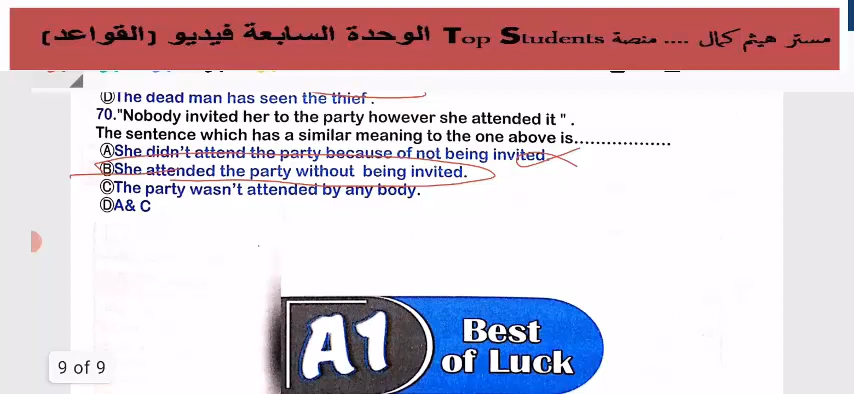 مستر هيثم كمال .... منصة Top Students الوحدة السابعة فيديو (القواعد)
ⒹThe dead man has seen the thief .
70."Nobody invited her to the party however she attended it " .
The sentence which has a similar meaning to the one above is..................
ⒶShe didn't attend the party because of not being invited.
ⒷShe attended the party without being invited.
ⒸThe party wasn't attended by any body.
ⒹA& C
A1
Best
of Luck
9 of 9